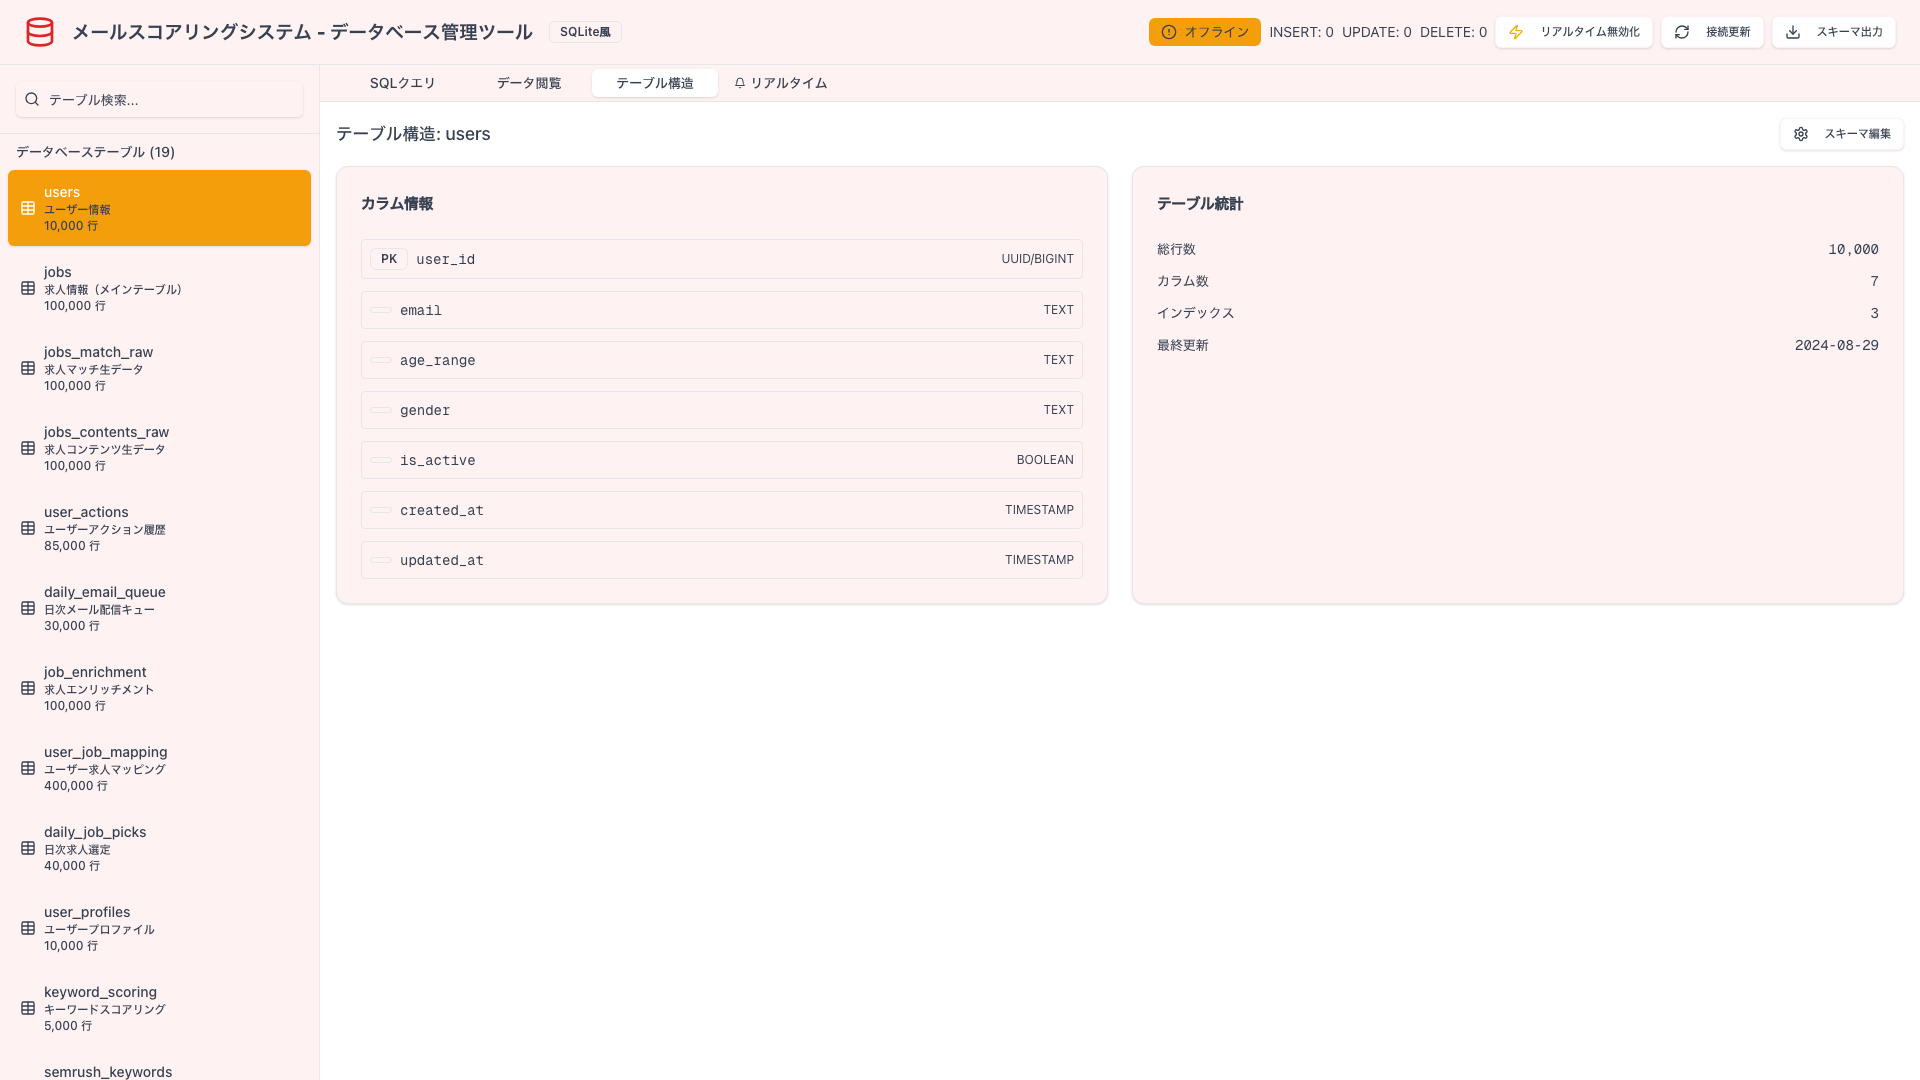 メールスコアリングシステム - データベース管理ツール
SQLite風
オフライン
INSERT: 0
UPDATE: 0
DELETE: 0
リアルタイム無効化
接続更新
スキーマ出力
テーブル検索...
データベーステーブル (19)
users
ユーザー情報
10,000 行
jobs
求人情報（メインテーブル）
100,000 行
jobs_match_raw
求人マッチ生データ
100,000 行
jobs_contents_raw
求人コンテンツ生データ
100,000 行
user_actions
ユーザーアクション履歴
85,000 行
daily_email_queue
日次メール配信キュー
30,000 行
job_enrichment
求人エンリッチメント
100,000 行
user_job_mapping
ユーザー求人マッピング
400,000 行
daily_job_picks
日次求人選定
40,000 行
user_profiles
ユーザープロファイル
10,000 行
keyword_scoring
キーワードスコアリング
5,000 行
semrush_keywords
SQLクエリ
データ閲覧
テーブル構造
リアルタイム
テーブル構造: users
スキーマ編集
カラム情報
PK user_id UUID/BIGINT
email TEXT
age_range TEXT
gender TEXT
is_active BOOLEAN
created_at TIMESTAMP
updated_at TIMESTAMP
テーブル統計
総行数 10,000
カラム数 7
インデックス 3
最終更新 2024-08-29